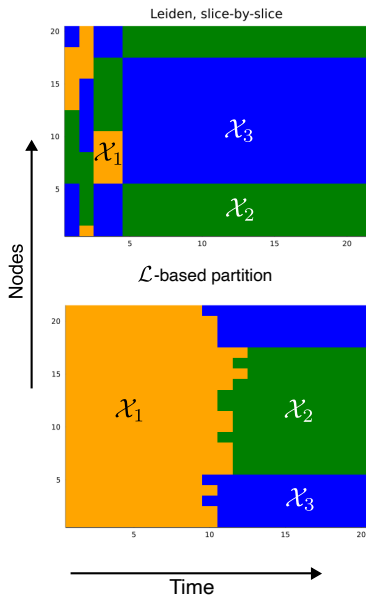 Leiden, slice-by-slice
20
15
10
5
5
10
15
20
𝒳₁
𝒳₃
𝒳₂
Nodes
ℒ-based partition
20
15
10
5
5
10
15
20
𝒳₁
𝒳₂
𝒳₃
Time